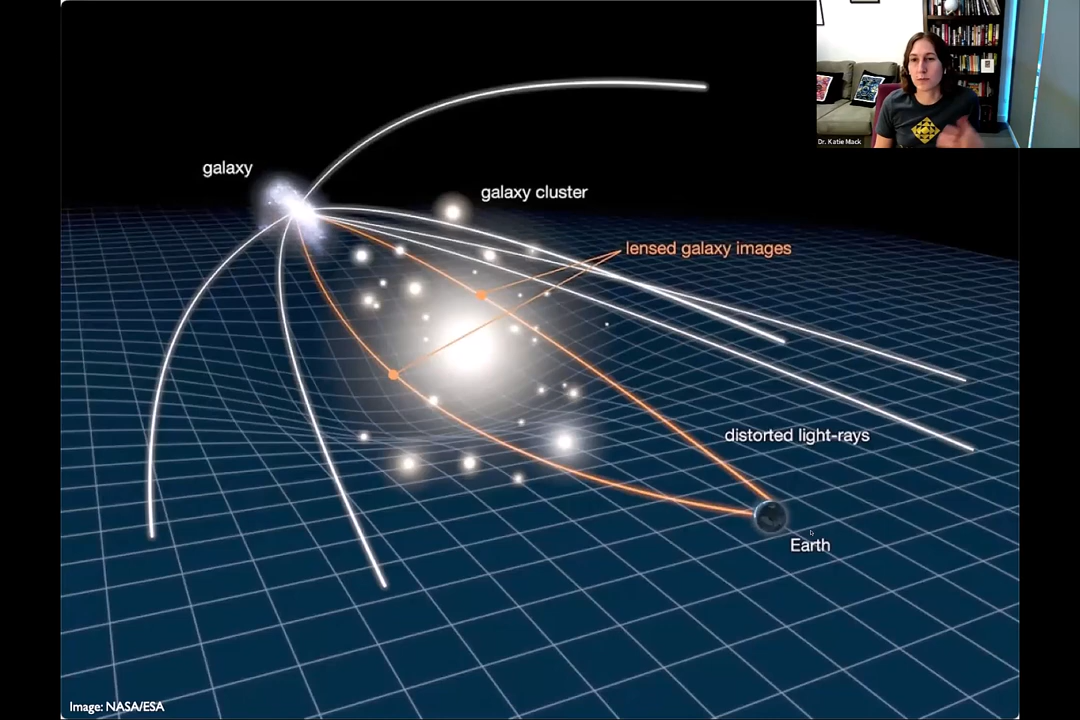 Dr. Katie Mack
galaxy
galaxy cluster
lensed galaxy images
distorted light-rays
Earth
Image: NASA/ESA